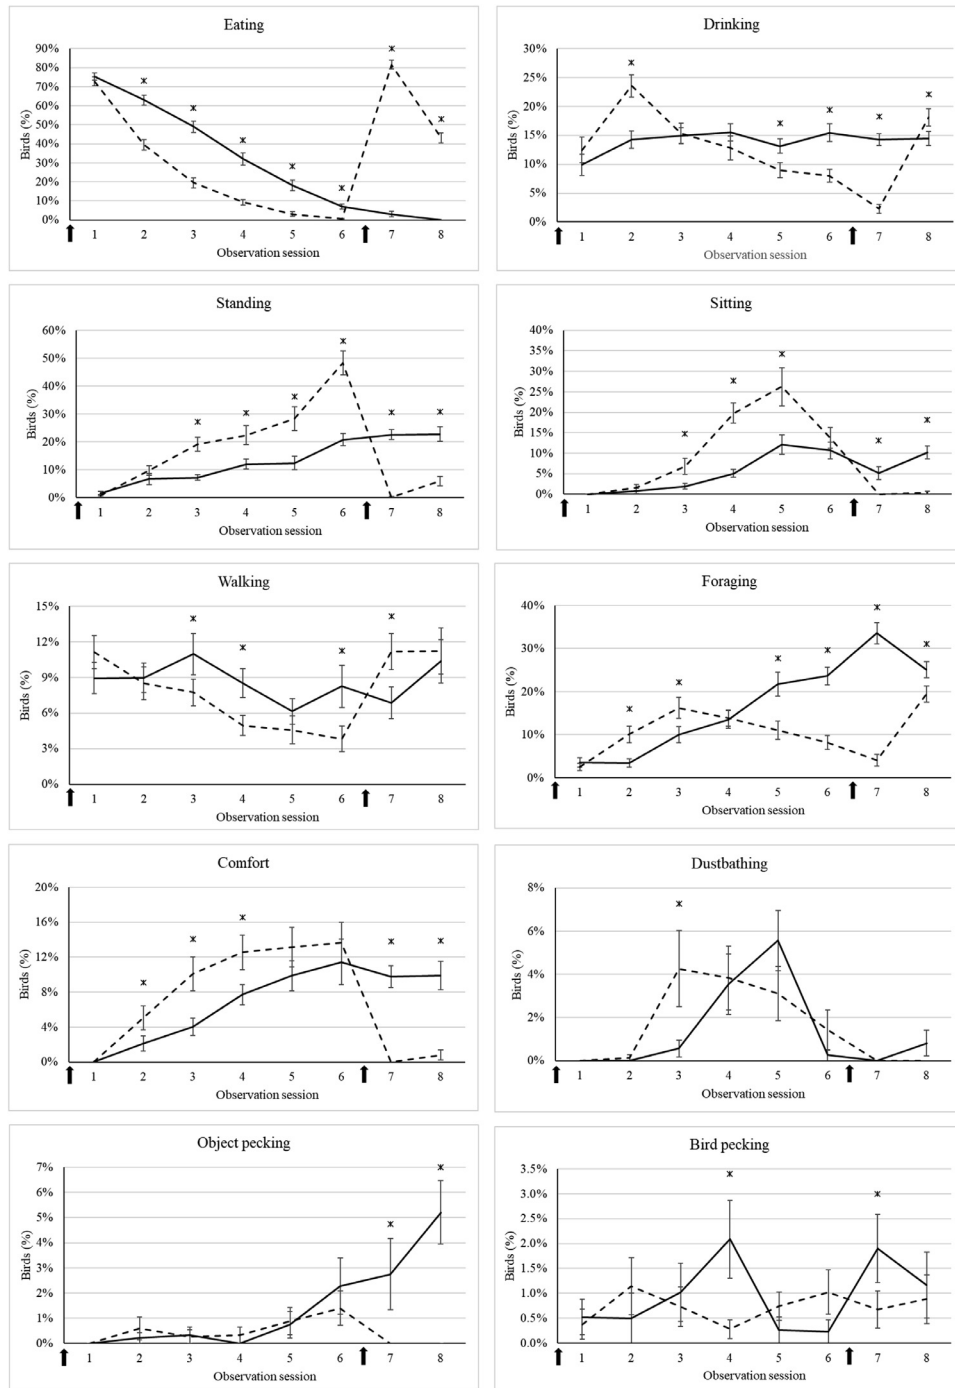 Eating
Birds (%)
90%
80%
70%
60%
50%
40%
30%
20%
10%
0%
* * * * * * *
1 2 3 4 5 6 7 8
Observation session
Drinking
Birds (%)
30%
25%
20%
15%
10%
5%
0%
* * * * *
1 2 3 4 5 6 7 8
Observation session
Standing
Birds (%)
60%
50%
40%
30%
20%
10%
0%
* * * * * *
1 2 3 4 5 6 7 8
Observation session
Sitting
Birds (%)
40%
35%
30%
25%
20%
15%
10%
5%
0%
* * * * *
1 2 3 4 5 6 7 8
Observation session
Walking
Birds (%)
15%
12%
9%
6%
3%
0%
* * * *
1 2 3 4 5 6 7 8
Observation session
Foraging
Birds (%)
40%
30%
20%
10%
0%
* * * * * *
1 2 3 4 5 6 7 8
Observation session
Comfort
Birds (%)
20%
16%
12%
8%
4%
0%
* * * * *
1 2 3 4 5 6 7 8
Observation session
Dustbathing
Birds (%)
8%
6%
4%
2%
0%
*
1 2 3 4 5 6 7 8
Observation session
Object pecking
Birds (%)
7%
6%
5%
4%
3%
2%
1%
0%
* *
1 2 3 4 5 6 7 8
Observation session
Bird pecking
Birds (%)
3.5%
3.0%
2.5%
2.0%
1.5%
1.0%
0.5%
0.0%
* *
1 2 3 4 5 6 7 8
Observation session